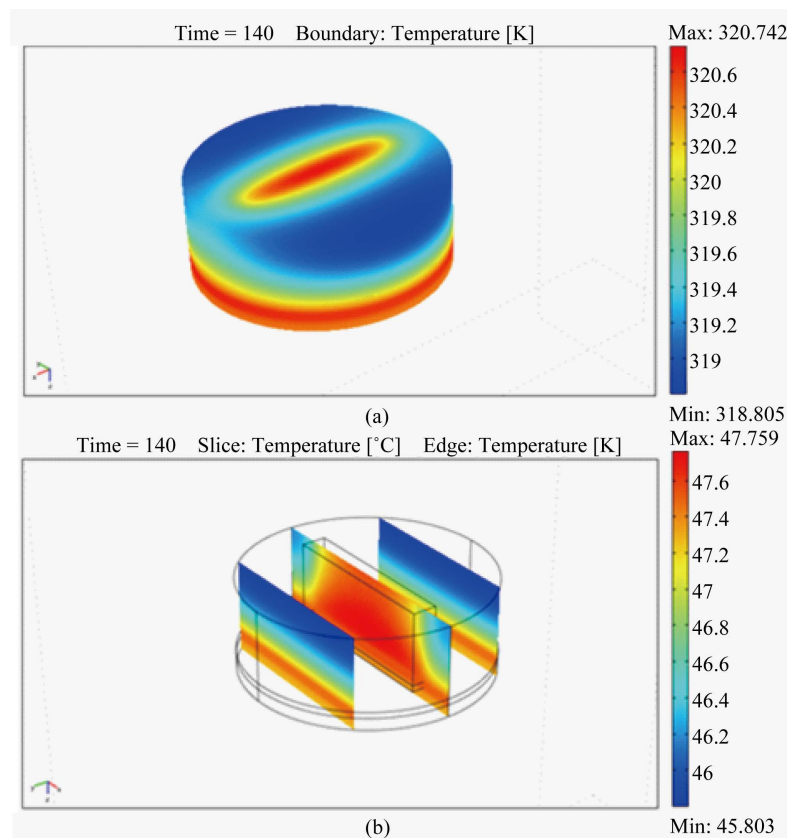 Time = 140 Boundary: Temperature [K]
Max: 320.742
320.6
320.4
320.2
320
319.8
319.6
319.4
319.2
319
Min: 318.805
(a)
Time = 140 Slice: Temperature [˚C] Edge: Temperature [K]
Max: 47.759
47.6
47.4
47.2
47
46.8
46.6
46.4
46.2
46
Min: 45.803
(b)